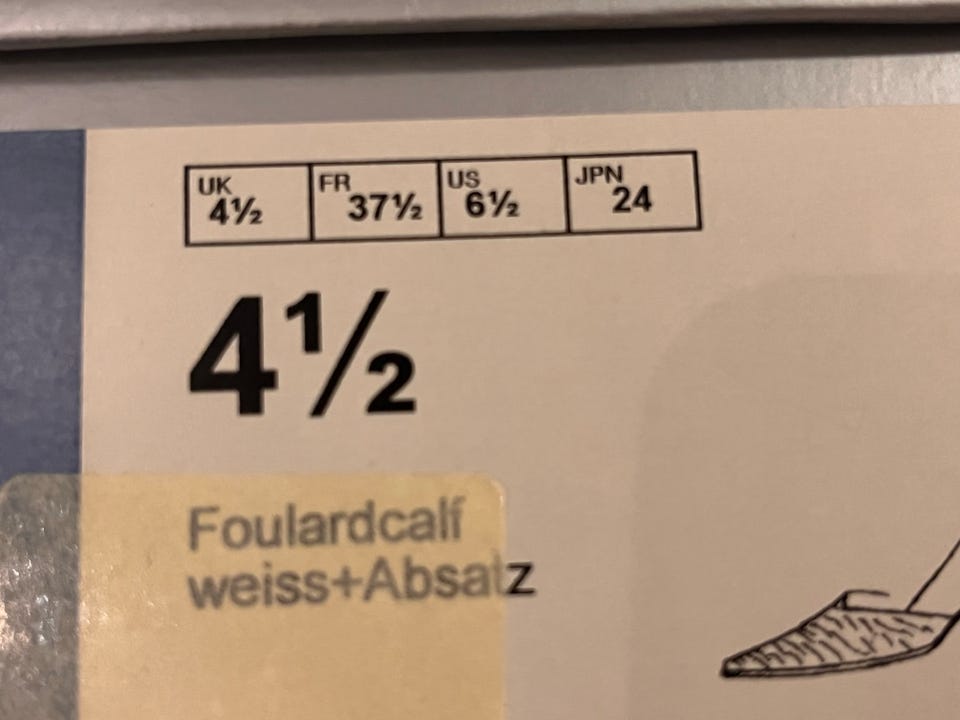 UK FR US JPN
4½ 37½ 6½ 24
4½
Foulardcalf
weiss+Absatz